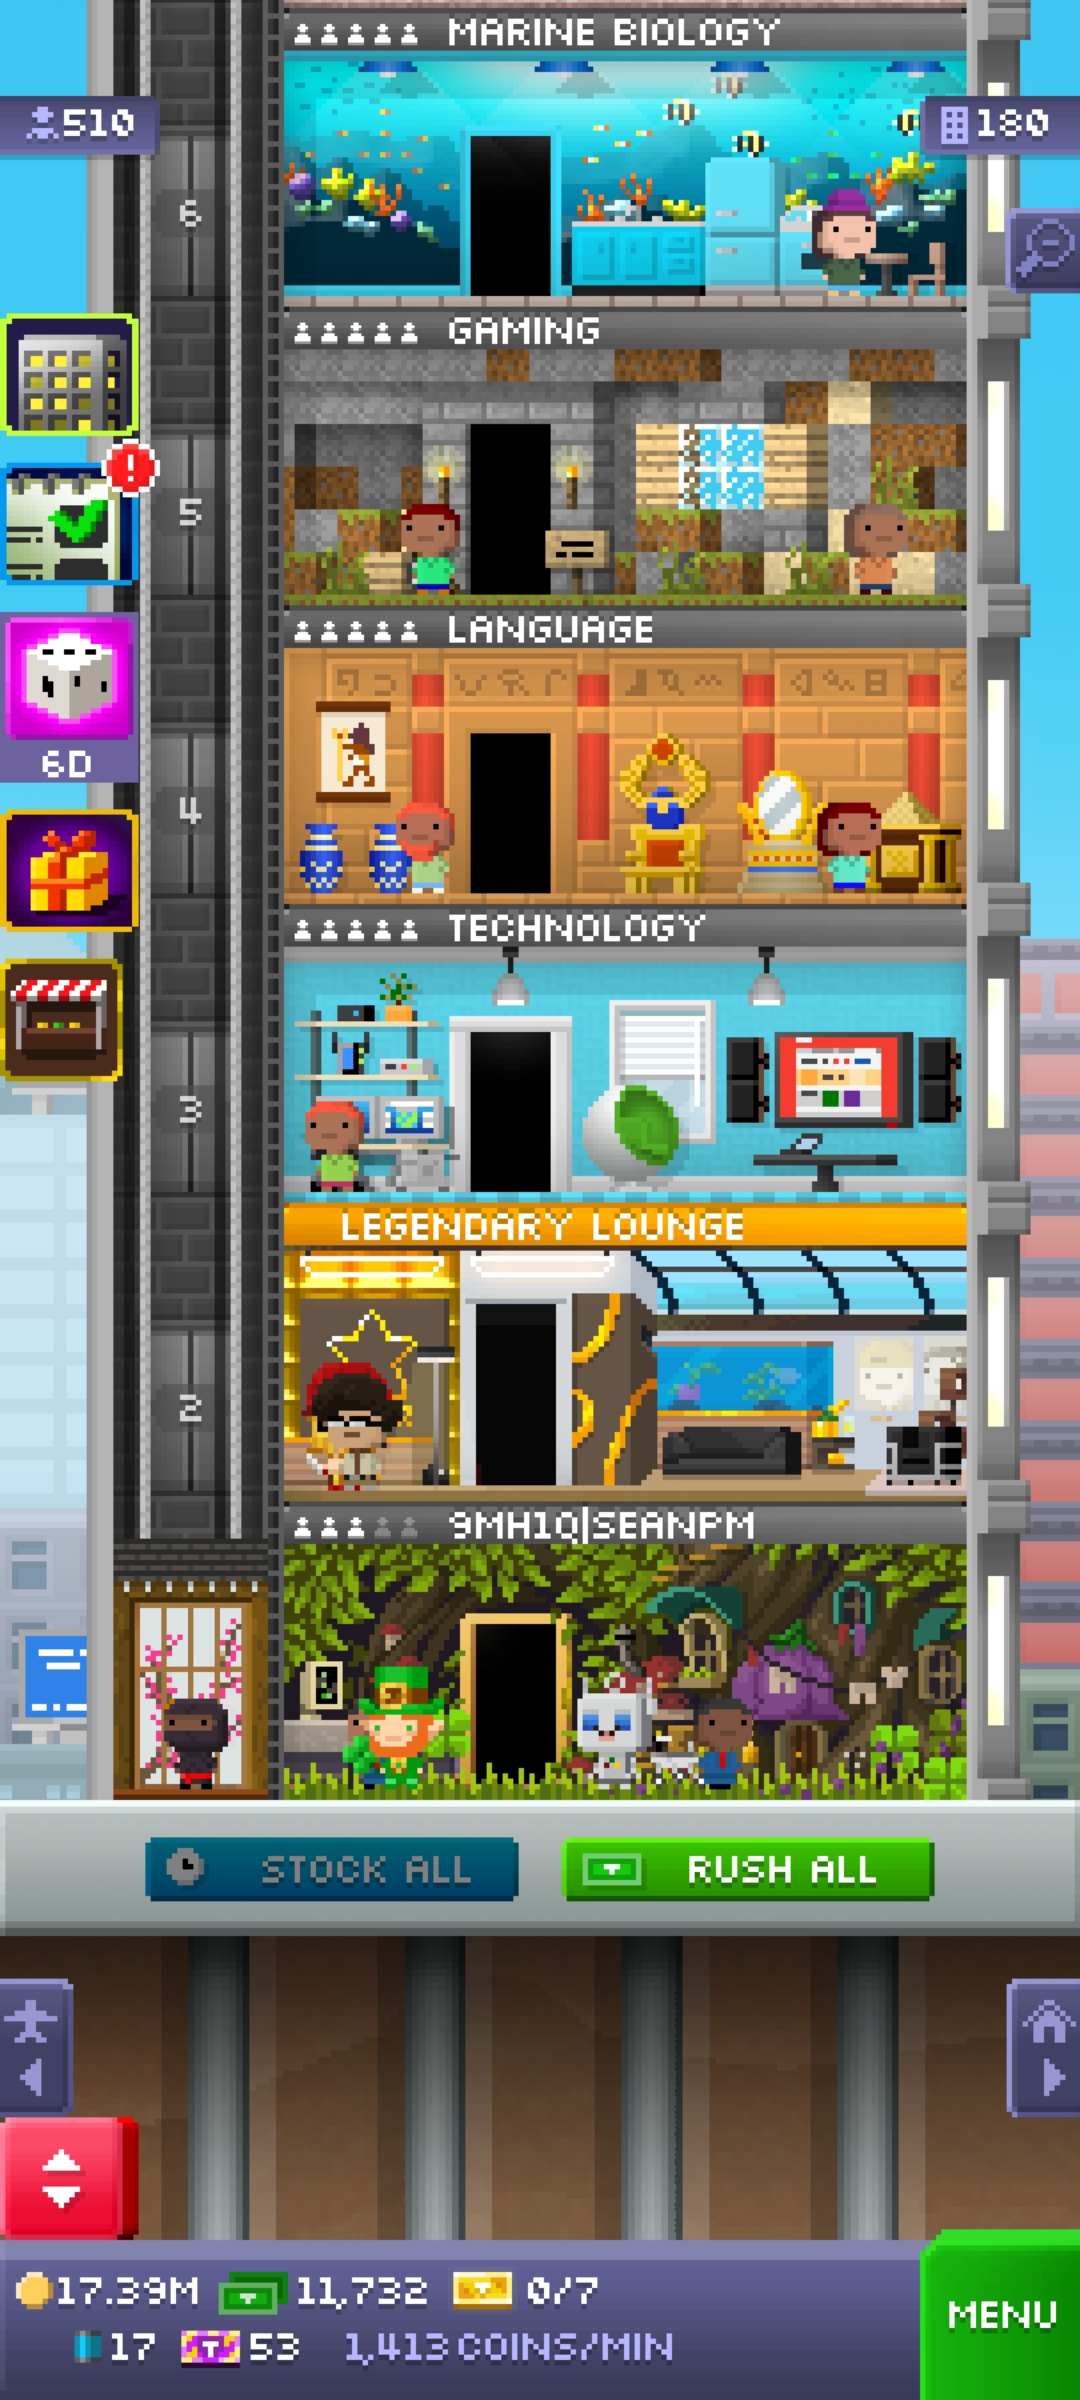 MARINE BIOLOGY
510
180
6
GAMING
5
LANGUAGE
6D
4
TECHNOLOGY
3
LEGENDARY LOUNGE
2
9MH1Q|SEANPM
STOCK ALL
RUSH ALL
17.39M 11,732 0/7
MENU
17 53 1,413 COINS/MIN